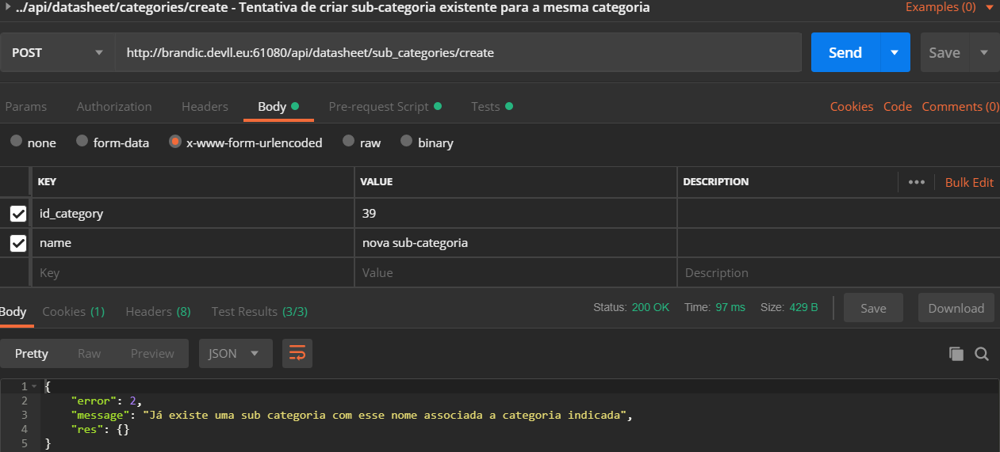 ../api/datasheet/categories/create - Tentativa de criar sub-categoria existente para a mesma categoria Examples (0)
POST http://brandic.devll.eu:61080/api/datasheet/sub_categories/create Send Save
Params Authorization Headers Body Pre-request Script Tests Cookies Code Comments (0)
none form-data x-www-form-urlencoded raw binary
KEY VALUE DESCRIPTION ••• Bulk Edit
id_category 39
name nova sub-categoria
Key Value Description
Body Cookies (1) Headers (8) Test Results (3/3) Status: 200 OK Time: 97 ms Size: 429 B Save Download
Pretty Raw Preview JSON
1 {
2 "error": 2,
3 "message": "Já existe uma sub categoria com esse nome associada a categoria indicada",
4 "res": {}
5 }